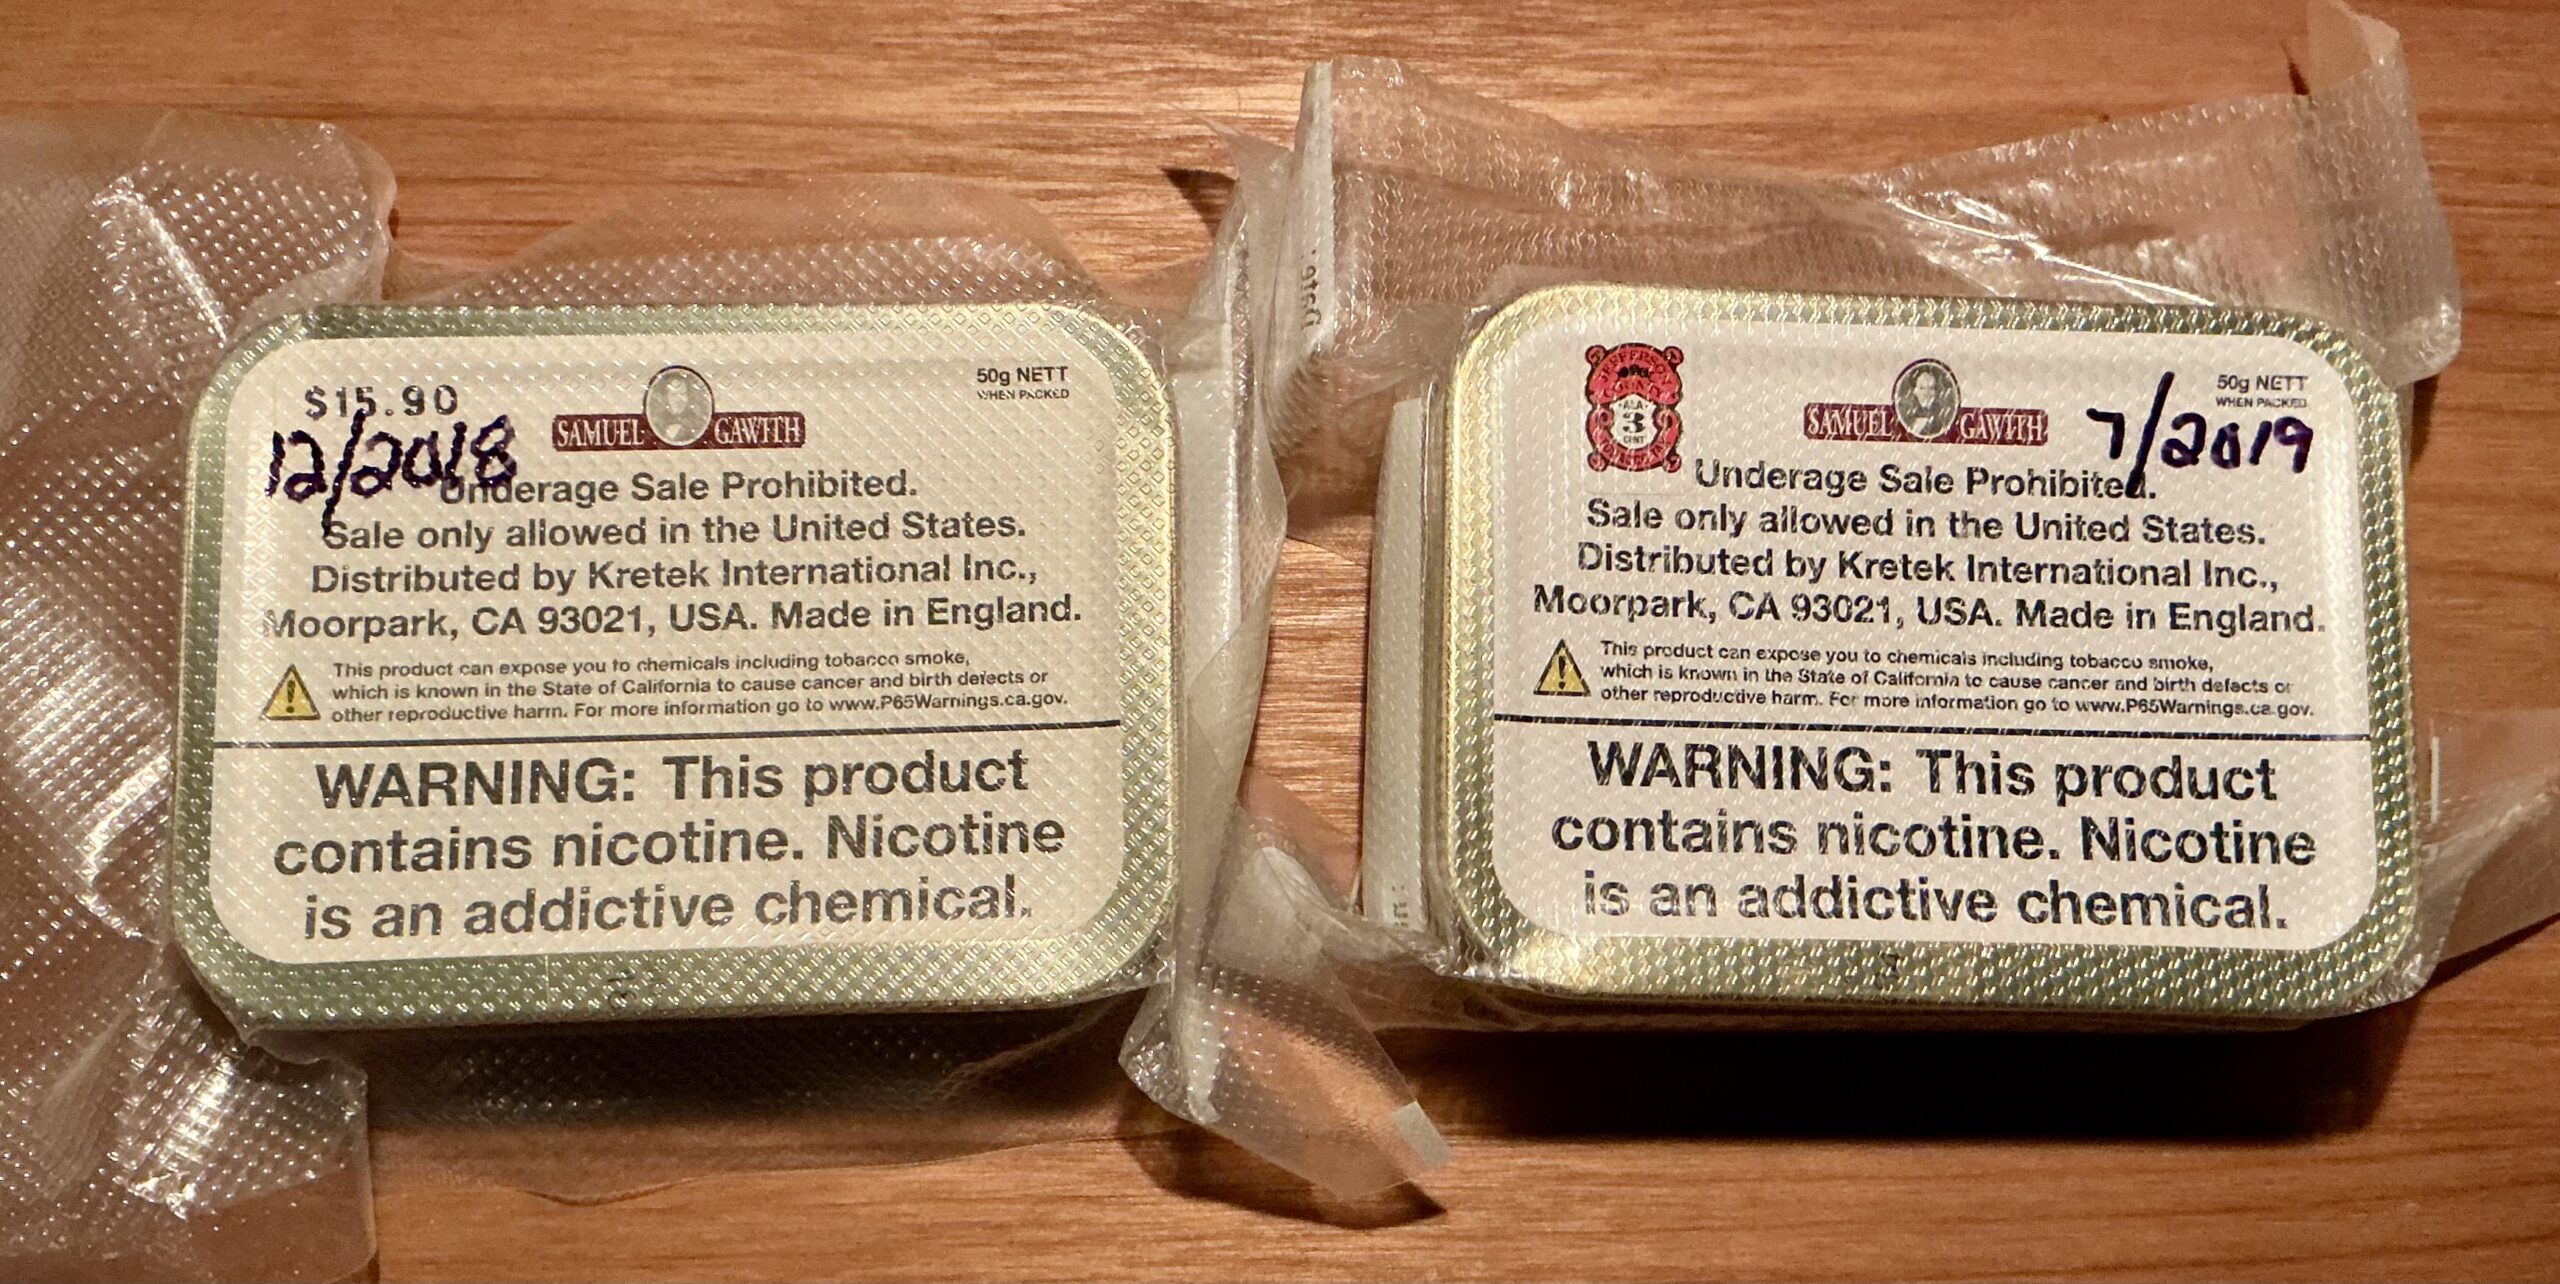 $15.90
12/2018
SAMUEL GAWITH
50g NETT
WHEN PACKED
Underage Sale Prohibited.
Sale only allowed in the United States.
Distributed by Kretek International Inc.,
Moorpark, CA 93021, USA. Made in England.
This product can expose you to chemicals including tobacco smoke,
which is known in the State of California to cause cancer and birth defects or
other reproductive harm. For more information go to www.P65Warnings.ca.gov.
WARNING: This product
contains nicotine. Nicotine
is an addictive chemical.
Date:
JEFFERSON
COUNTY
ALA
3
CENT
SAMUEL GAWITH
7/2019
50g NETT
WHEN PACKED
Underage Sale Prohibited.
Sale only allowed in the United States.
Distributed by Kretek International Inc.,
Moorpark, CA 93021, USA. Made in England.
This product can expose you to chemicals including tobacco smoke,
which is known in the State of California to cause cancer and birth defects or
other reproductive harm. For more information go to www.P65Warnings.ca.gov.
WARNING: This product
contains nicotine. Nicotine
is an addictive chemical.